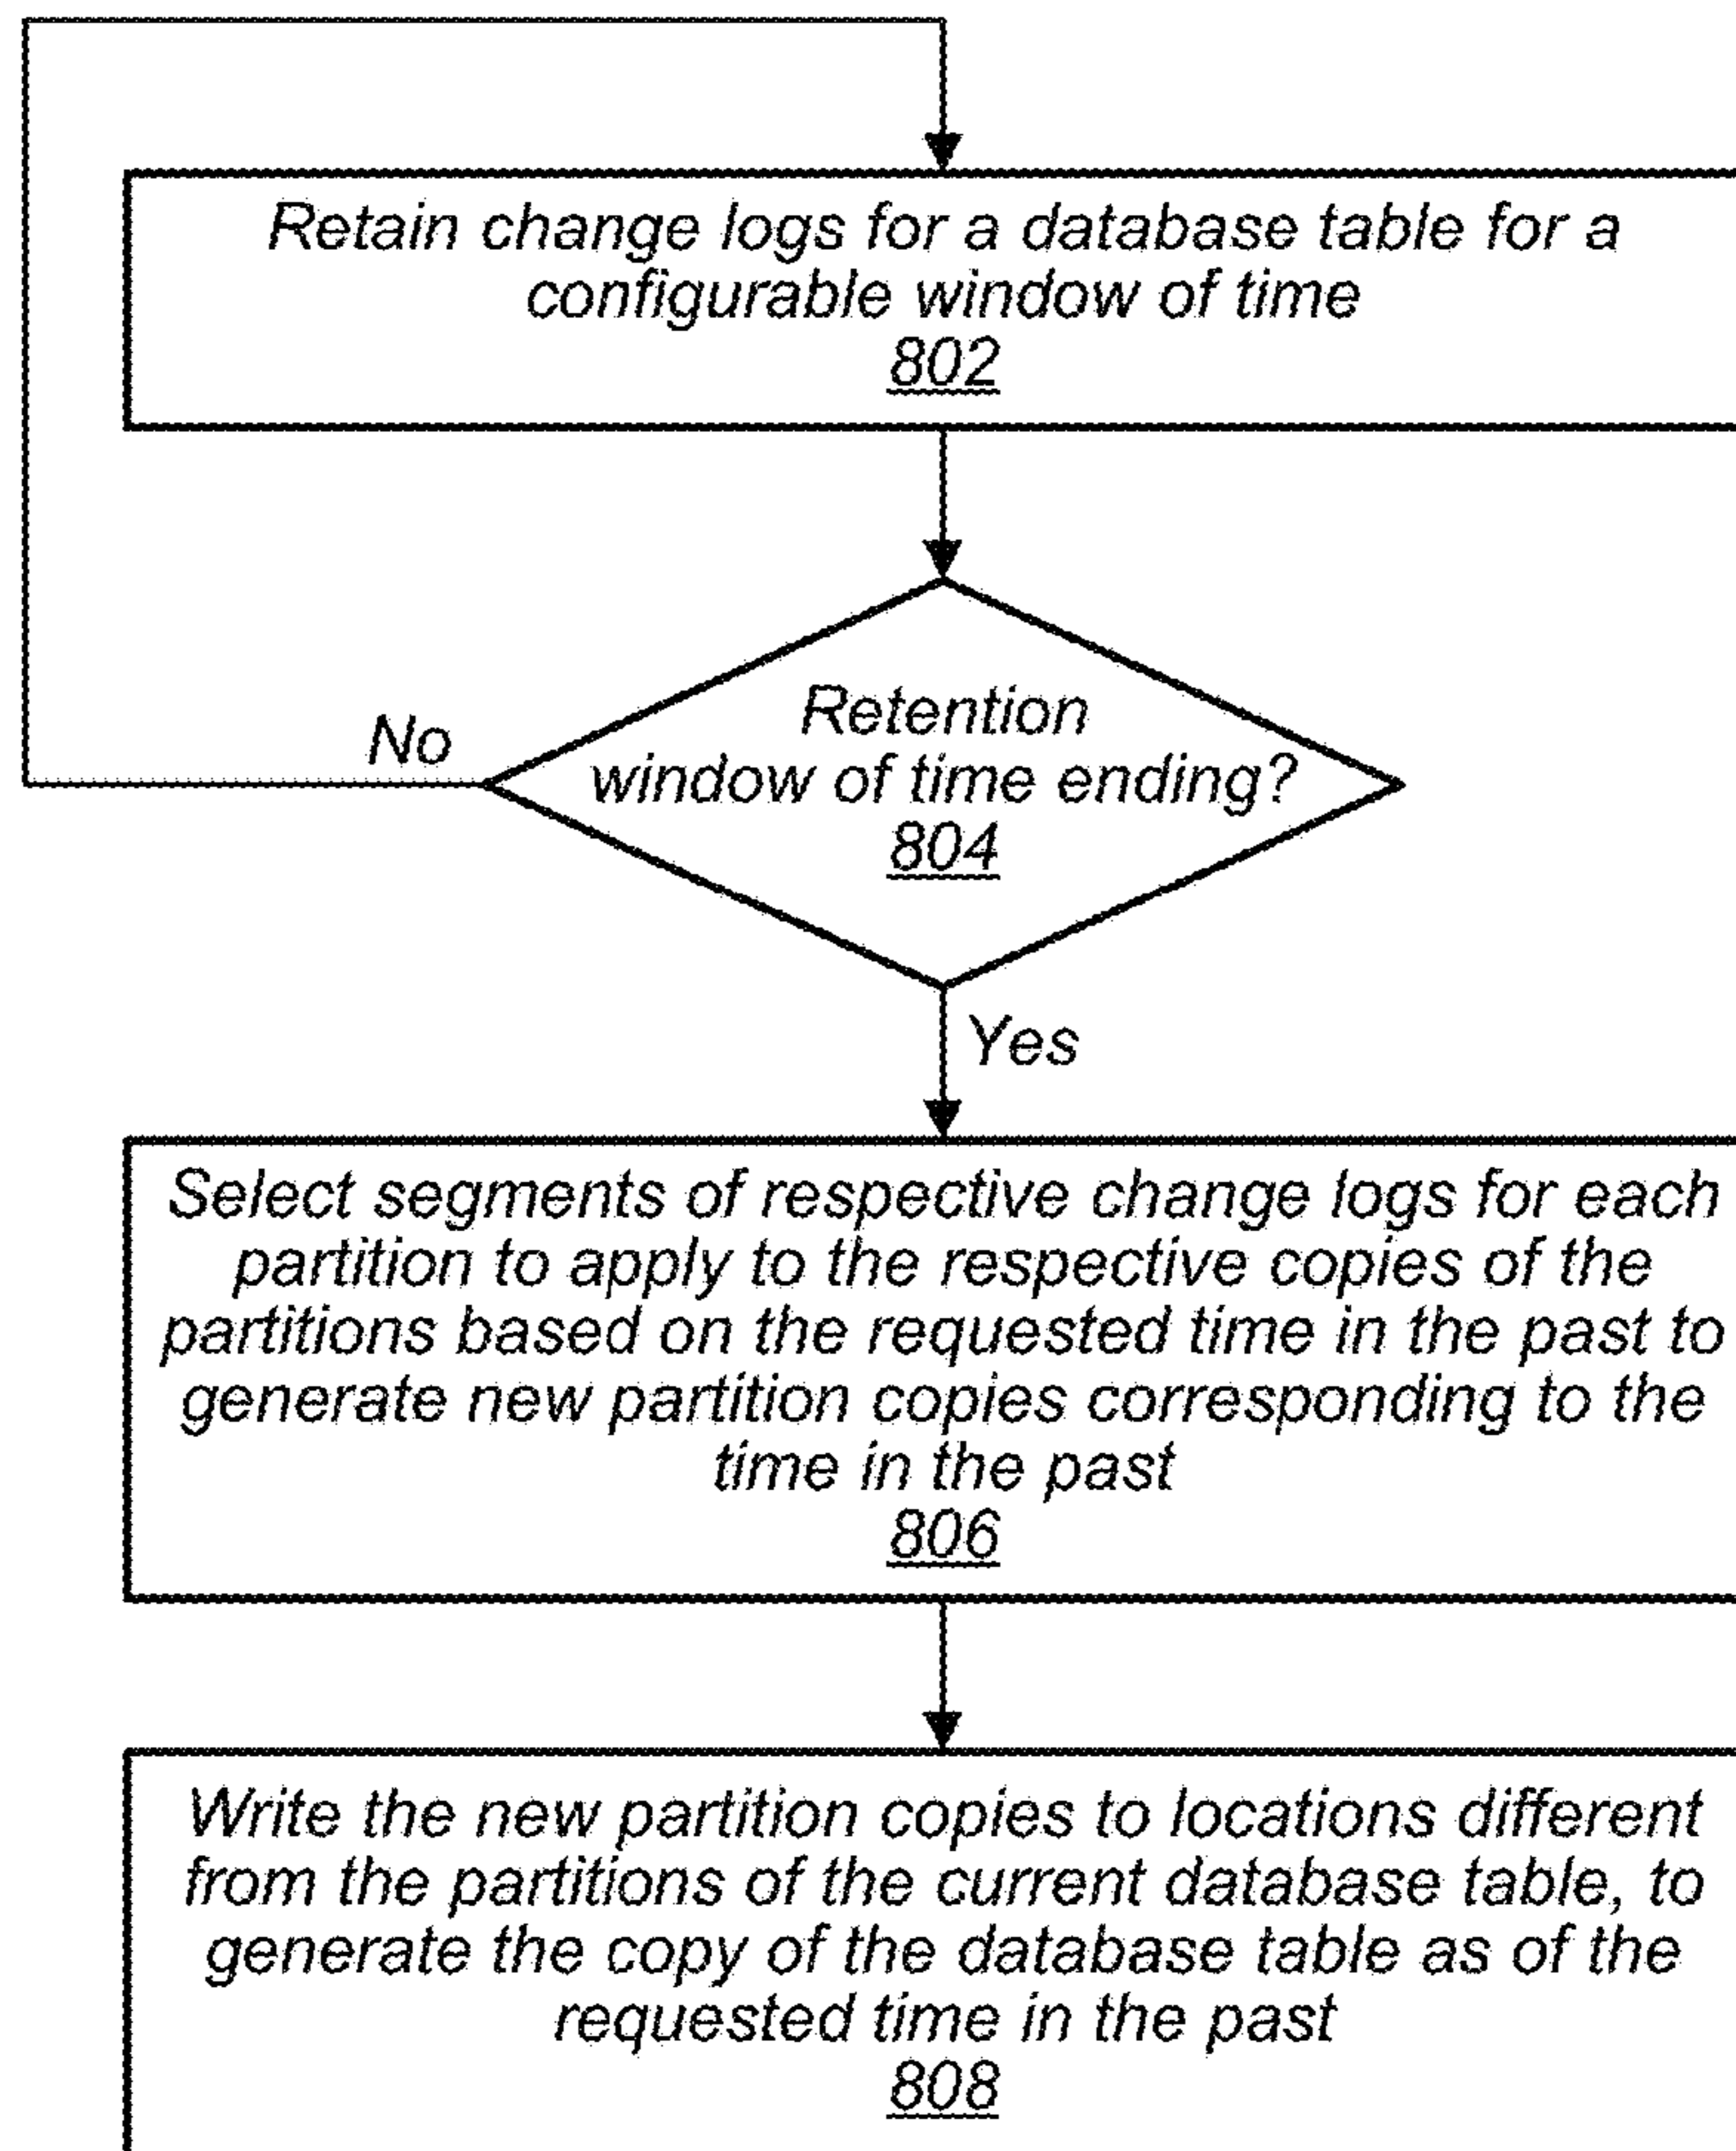 Retain change logs for a database table for a
configurable window of time
802
Retention
window of time ending?
804
No
Yes
Select segments of respective change logs for each
partition to apply to the respective copies of the
partitions based on the requested time in the past to
generate new partition copies corresponding to the
time in the past
806
Write the new partition copies to locations different
from the partitions of the current database table, to
generate the copy of the database table as of the
requested time in the past
808